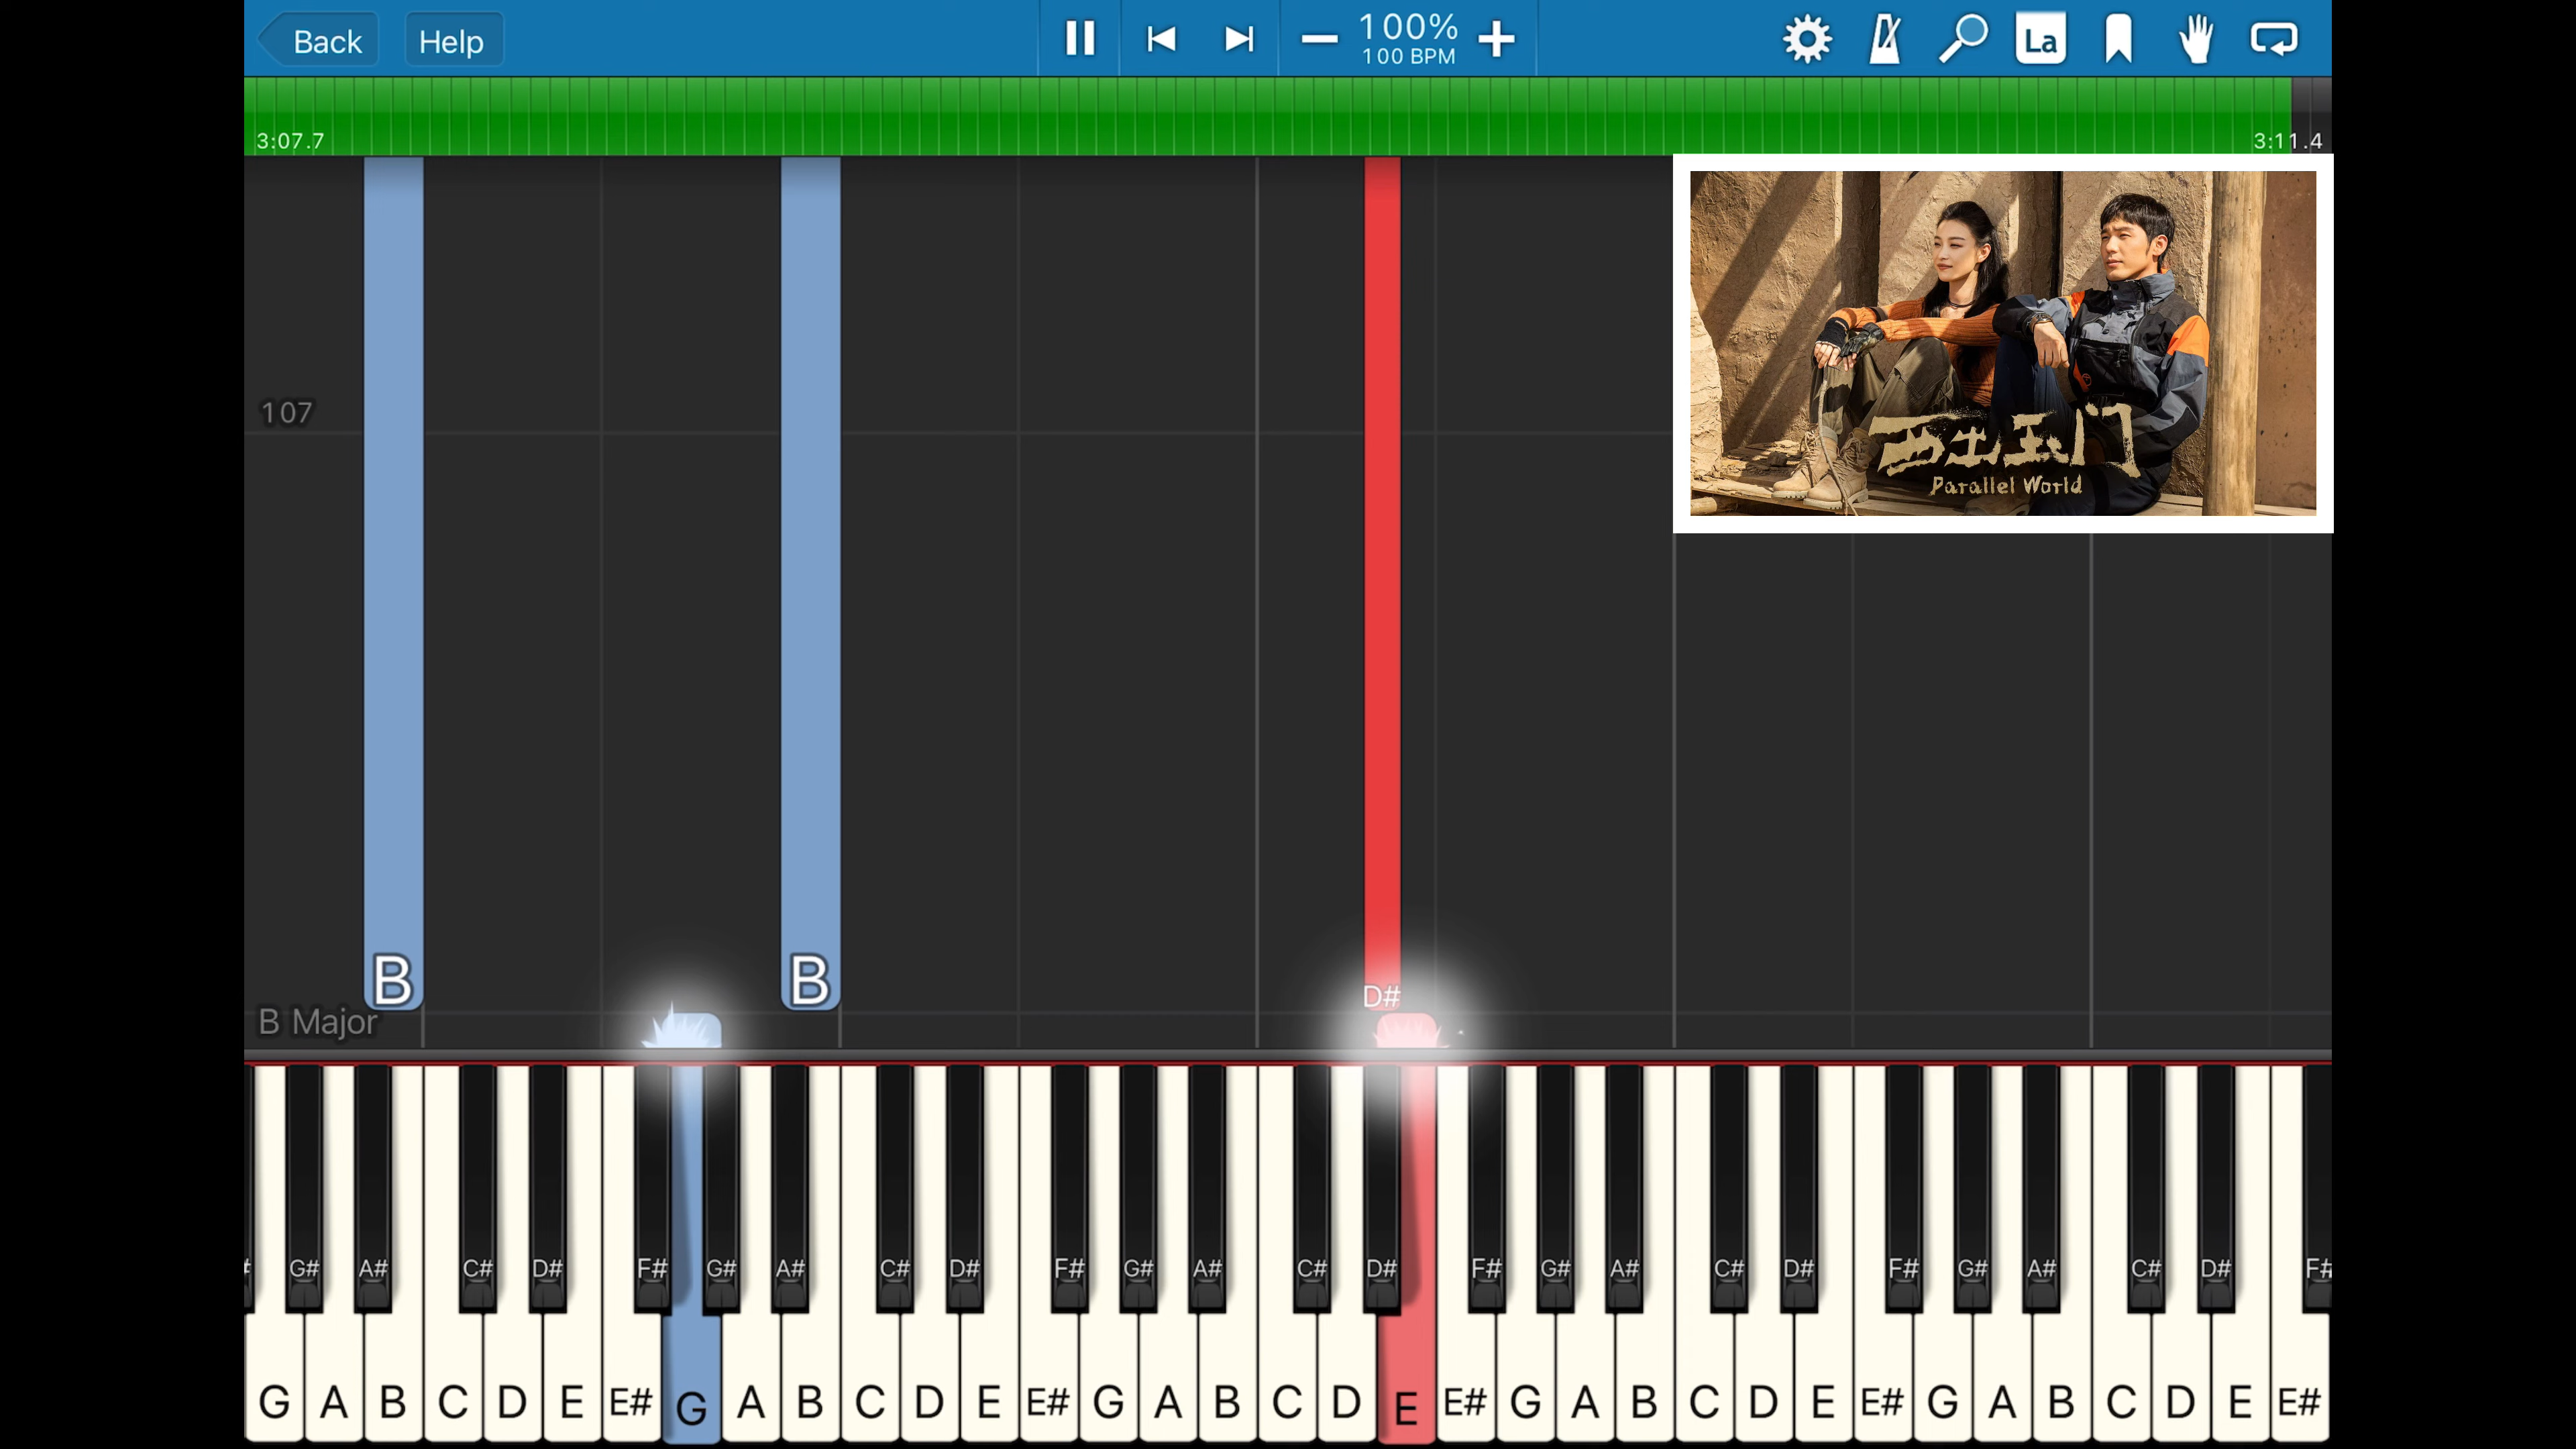 Back Help 100%
100 BPM
La
3:07.7 3:11.4
西出玉门
Parallel World
107
B B
D#
B Major
G# A# C# D# F# G# A# C# D# F# G# A# C# D# F# G# A# C# D# F# G# A# C# D# F#
G A B C D E E# G A B C D E E# G A B C D E E# G A B C D E E# G A B C D E E#